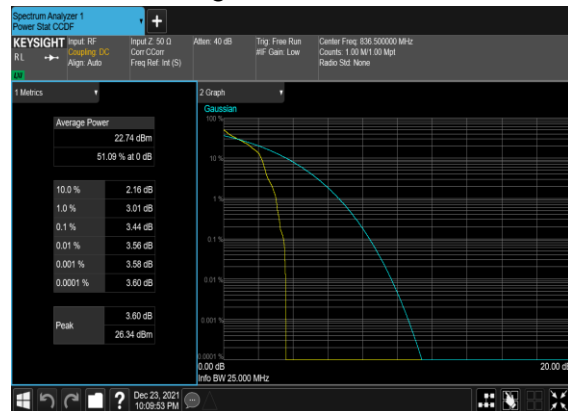 Spectrum Analyzer 1
Power Stat CCDF
+
KEYSIGHT
RL
LW
Input: RF
Coupling: DC
Align: Auto
Input Z: 50 Ω
Corr CCorr
Freq Ref: Int (S)
Atten: 40 dB
Trig: Free Run
#IF Gain: Low
Center Freq: 836.500000 MHz
Counts: 1.00 M/1.00 Mpt
Radio Std: None
1 Metrics
Average Power
22.74 dBm
51.09 % at 0 dB
10.0 % 2.16 dB
1.0 % 3.01 dB
0.1 % 3.44 dB
0.01 % 3.56 dB
0.001 % 3.58 dB
0.0001 % 3.60 dB
Peak
3.60 dB
26.34 dBm
2 Graph
Gaussian
100 %
10 %
1 %
0.1 %
0.01 %
0.001 %
0.0001 %
0.00 dB 20.00 dB
Info BW 25.000 MHz
?
Dec 23, 2021
10:09:53 PM